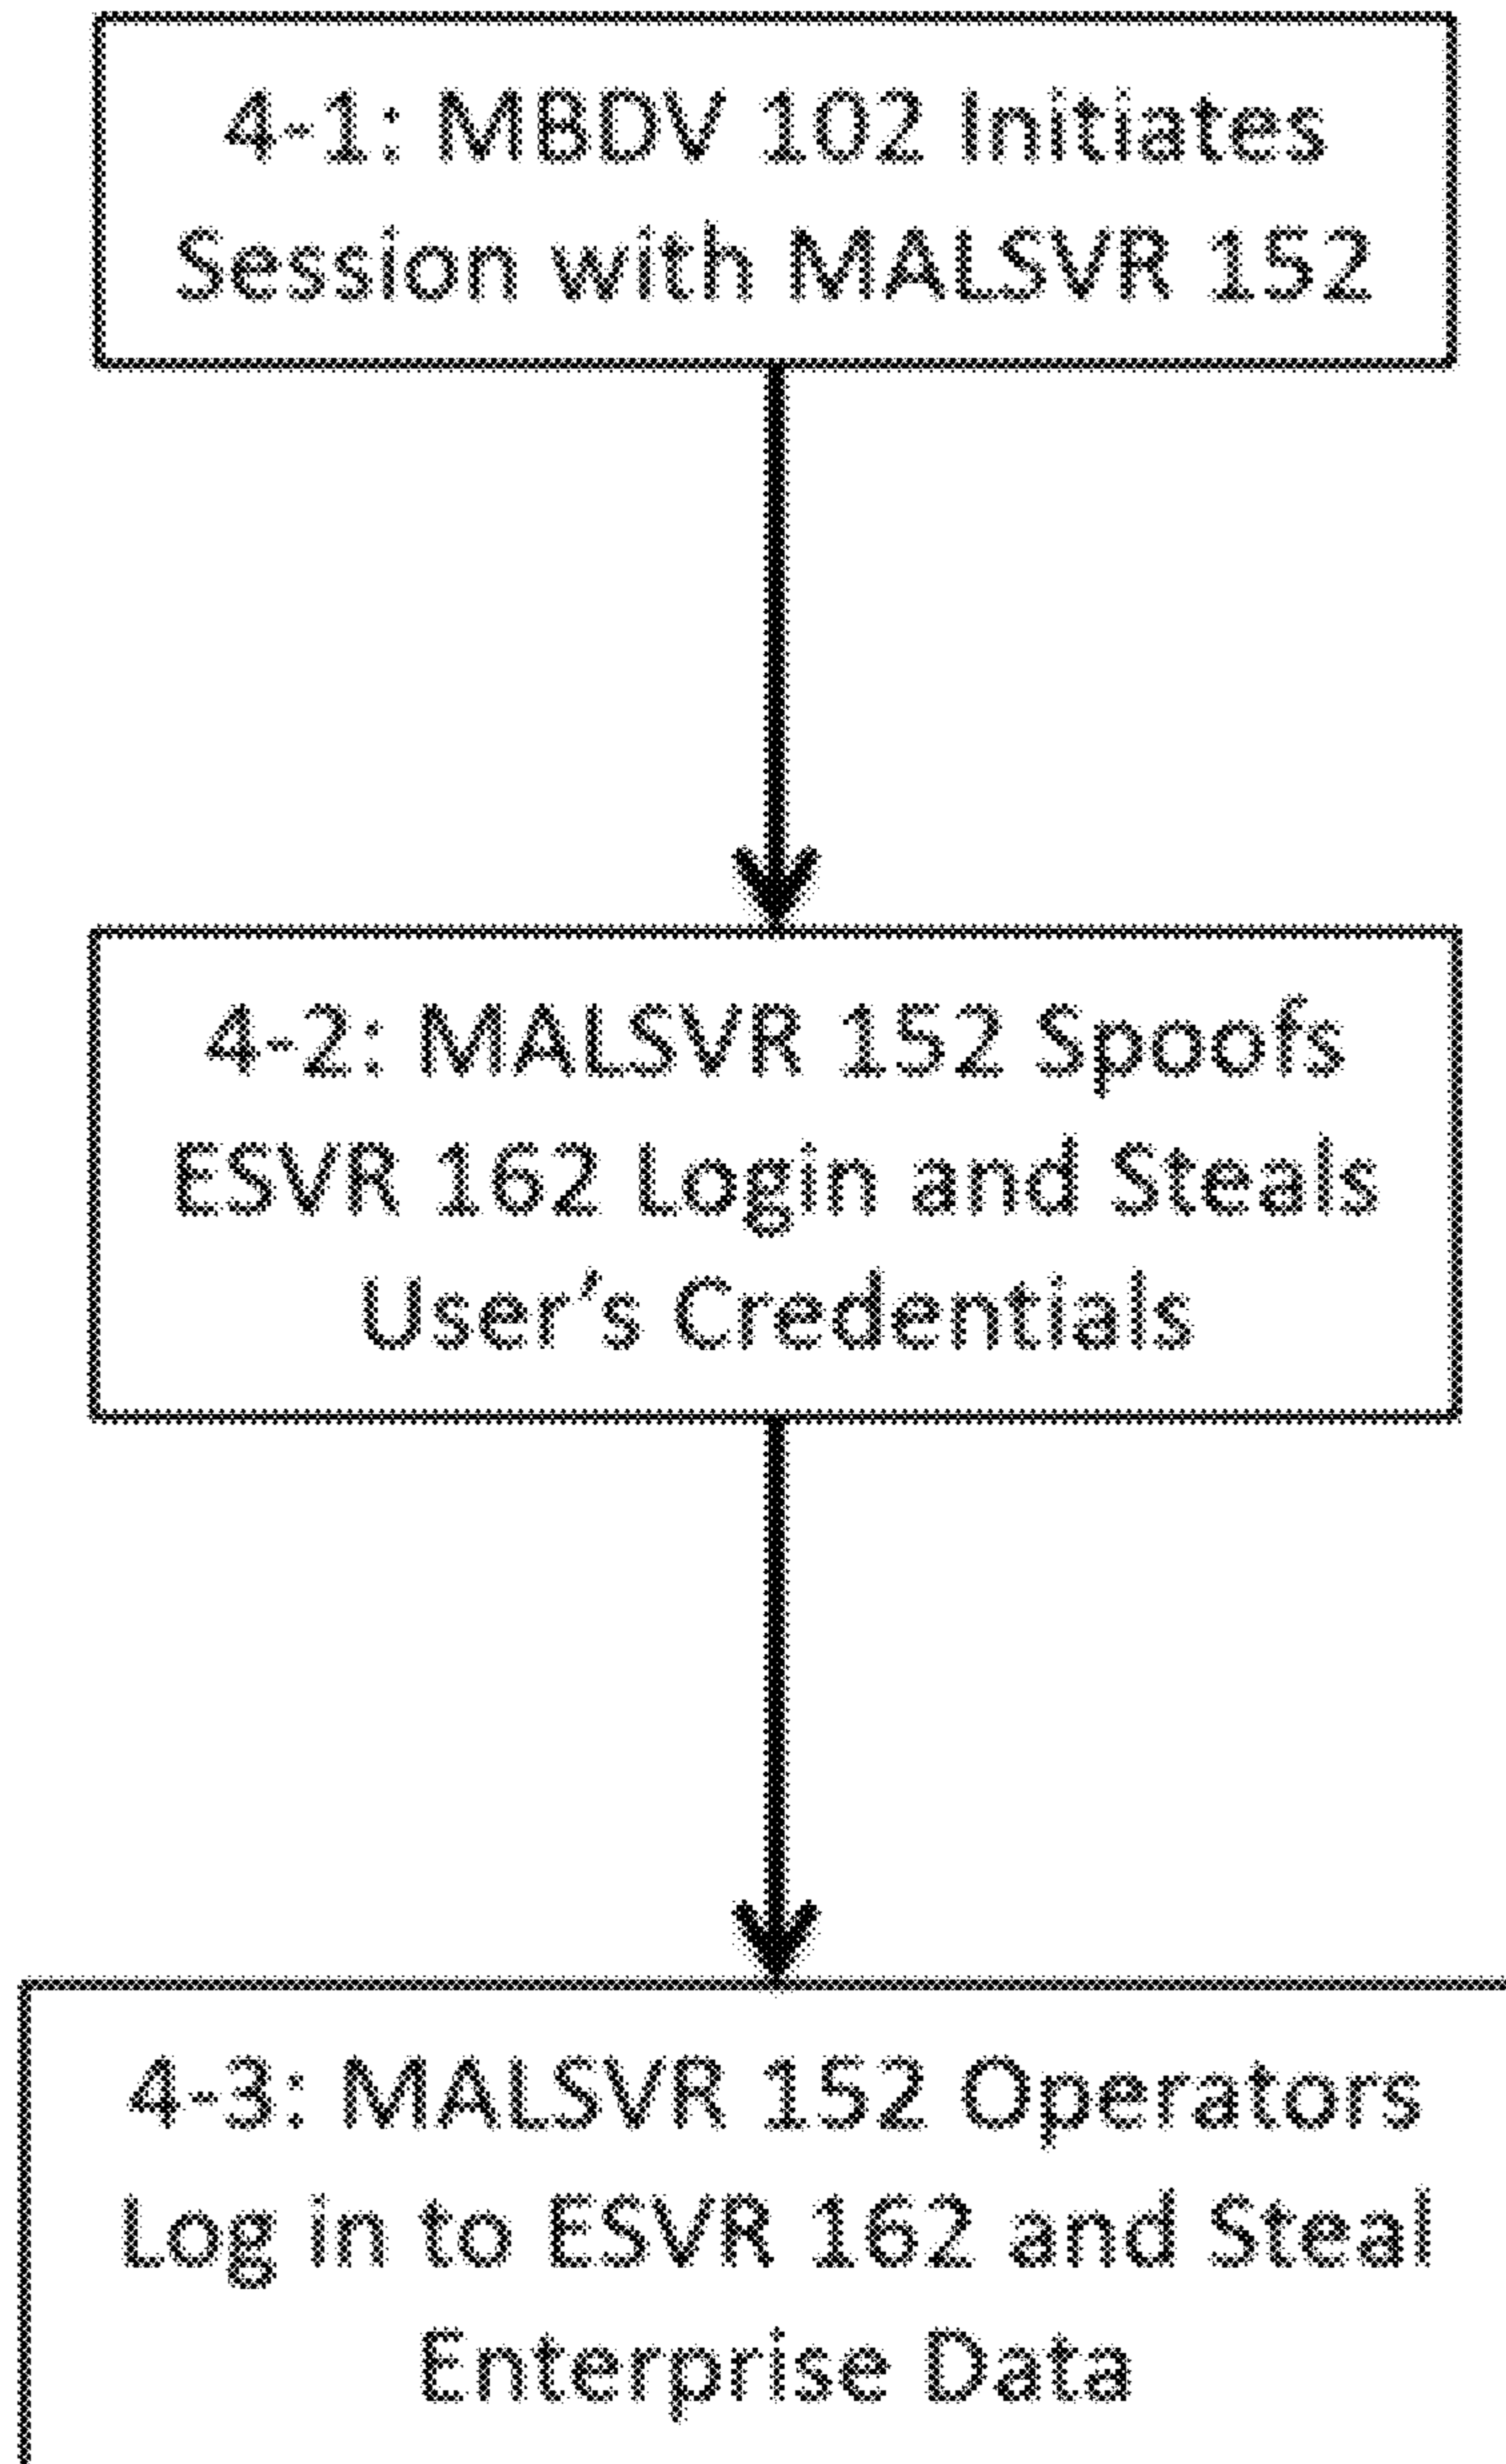 4-1: MBDV 102 Initiates
Session with MALSVR 152
4-2: MALSVR 152 Spoofs
ESVR 162 Login and Steals
User’s Credentials
4-3: MALSVR 152 Operators
Log in to ESVR 162 and Steal
Enterprise Data